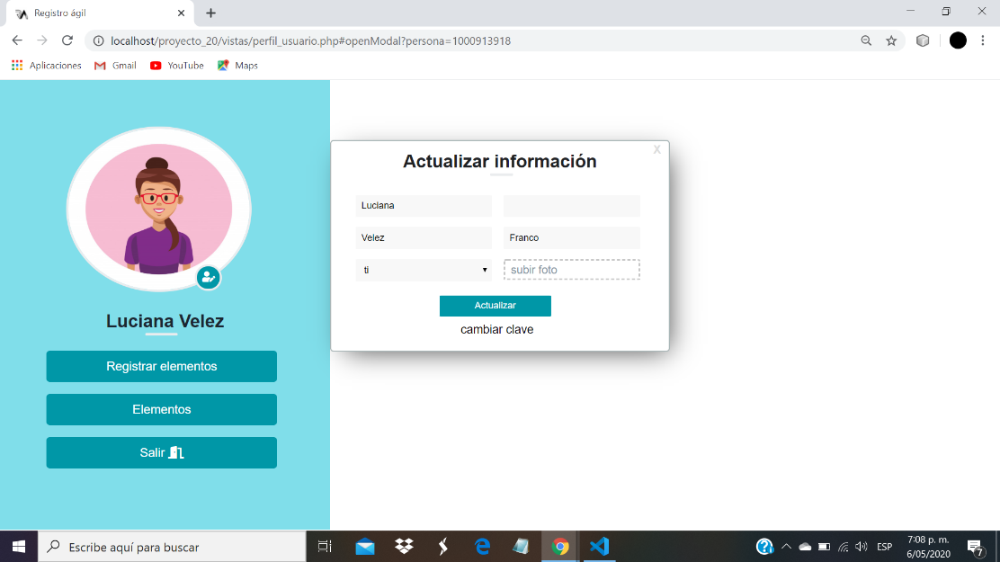 Registro ágil
localhost/proyecto_20/vistas/perfil_usuario.php#openModal?persona=1000913918
Aplicaciones Gmail YouTube Maps
Actualizar información X
Luciana
Velez Franco
ti subir foto
Actualizar
cambiar clave
Luciana Velez
Registrar elementos
Elementos
Salir
Escribe aquí para buscar
ESP
7:08 p. m.
6/05/2020
7